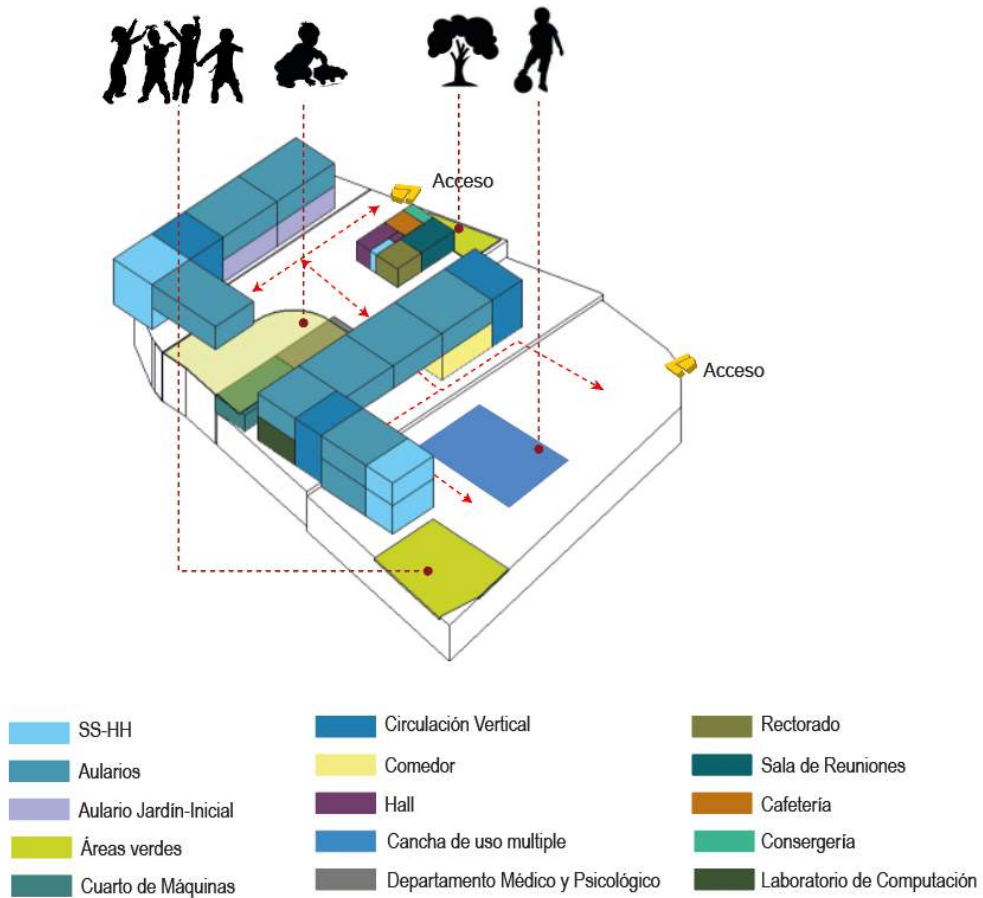 Acceso
Acceso
SS-HH
Aularios
Aulario Jardín-Inicial
Áreas verdes
Cuarto de Máquinas
Circulación Vertical
Comedor
Hall
Cancha de uso multiple
Departamento Médico y Psicológico
Rectorado
Sala de Reuniones
Cafetería
Consergería
Laboratorio de Computación